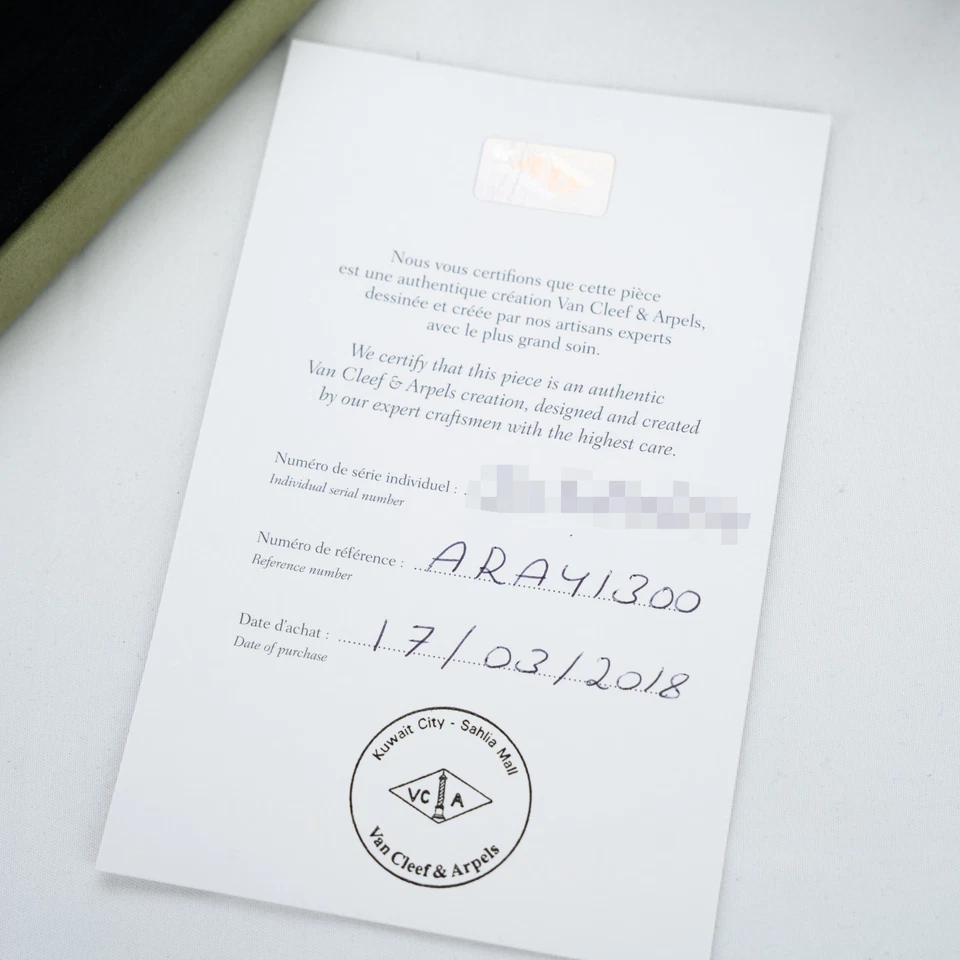 Nous vous certifions que cette pièce
est une authentique création Van Cleef & Arpels,
dessinée et créée par nos artisans experts
avec le plus grand soin.
We certify that this piece is an authentic
Van Cleef & Arpels creation, designed and created
by our expert craftsmen with the highest care.
Numéro de série individuel :
Individual serial number
Numéro de référence : ARAY1300
Reference number
Date d'achat : 17/03/2018
Date of purchase
Kuwait City - Sahlia Mall
VC A
Van Cleef & Arpels